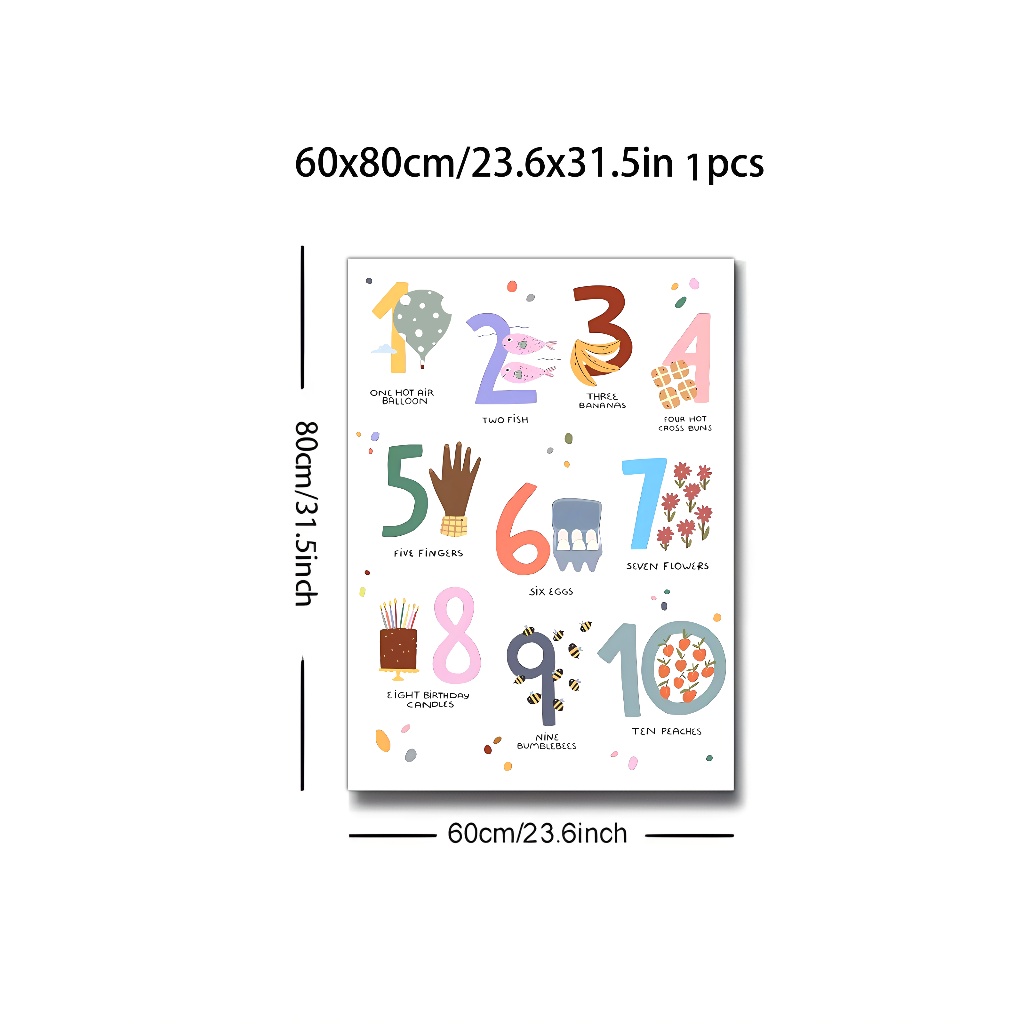 60x80cm/23.6x31.5in 1pcs
80cm/31.5inch
1
ONE HOT AIR
BALLOON
2
TWO FISH
3
THREE
BANANAS
4
FOUR HOT
CROSS BUNS
5
FIVE FINGERS
6
SIX EGGS
7
SEVEN FLOWERS
8
EIGHT BIRTHDAY
CANDLES
9
NINE
BUMBLEBEES
10
TEN PEACHES
60cm/23.6inch